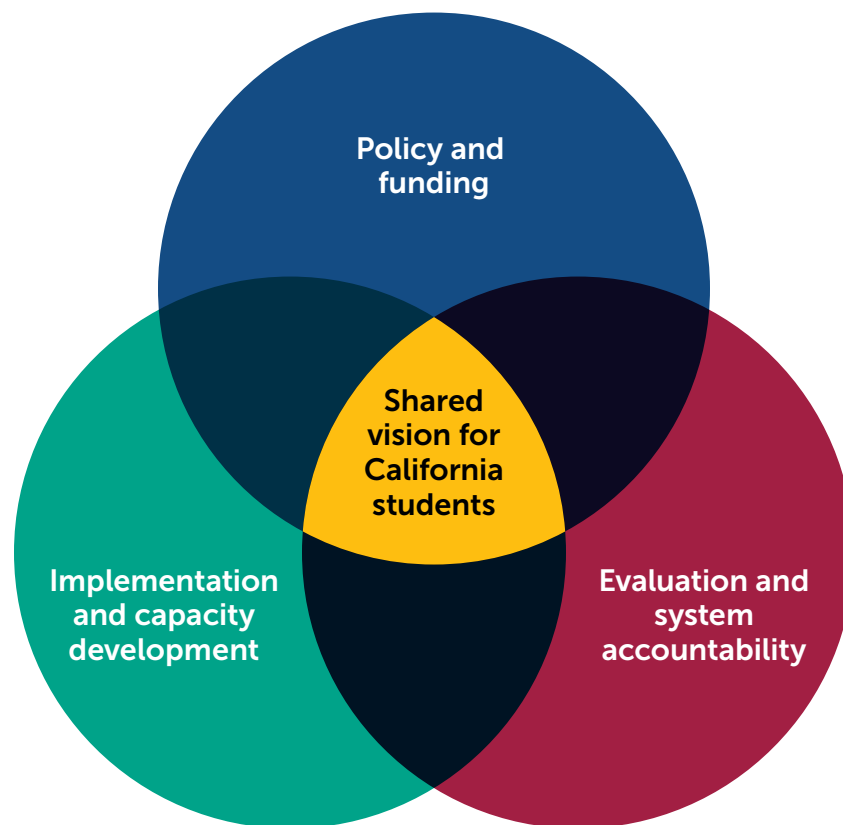 Policy and
funding
Shared
vision for
California
students
Implementation
and capacity
development
Evaluation and
system
accountability